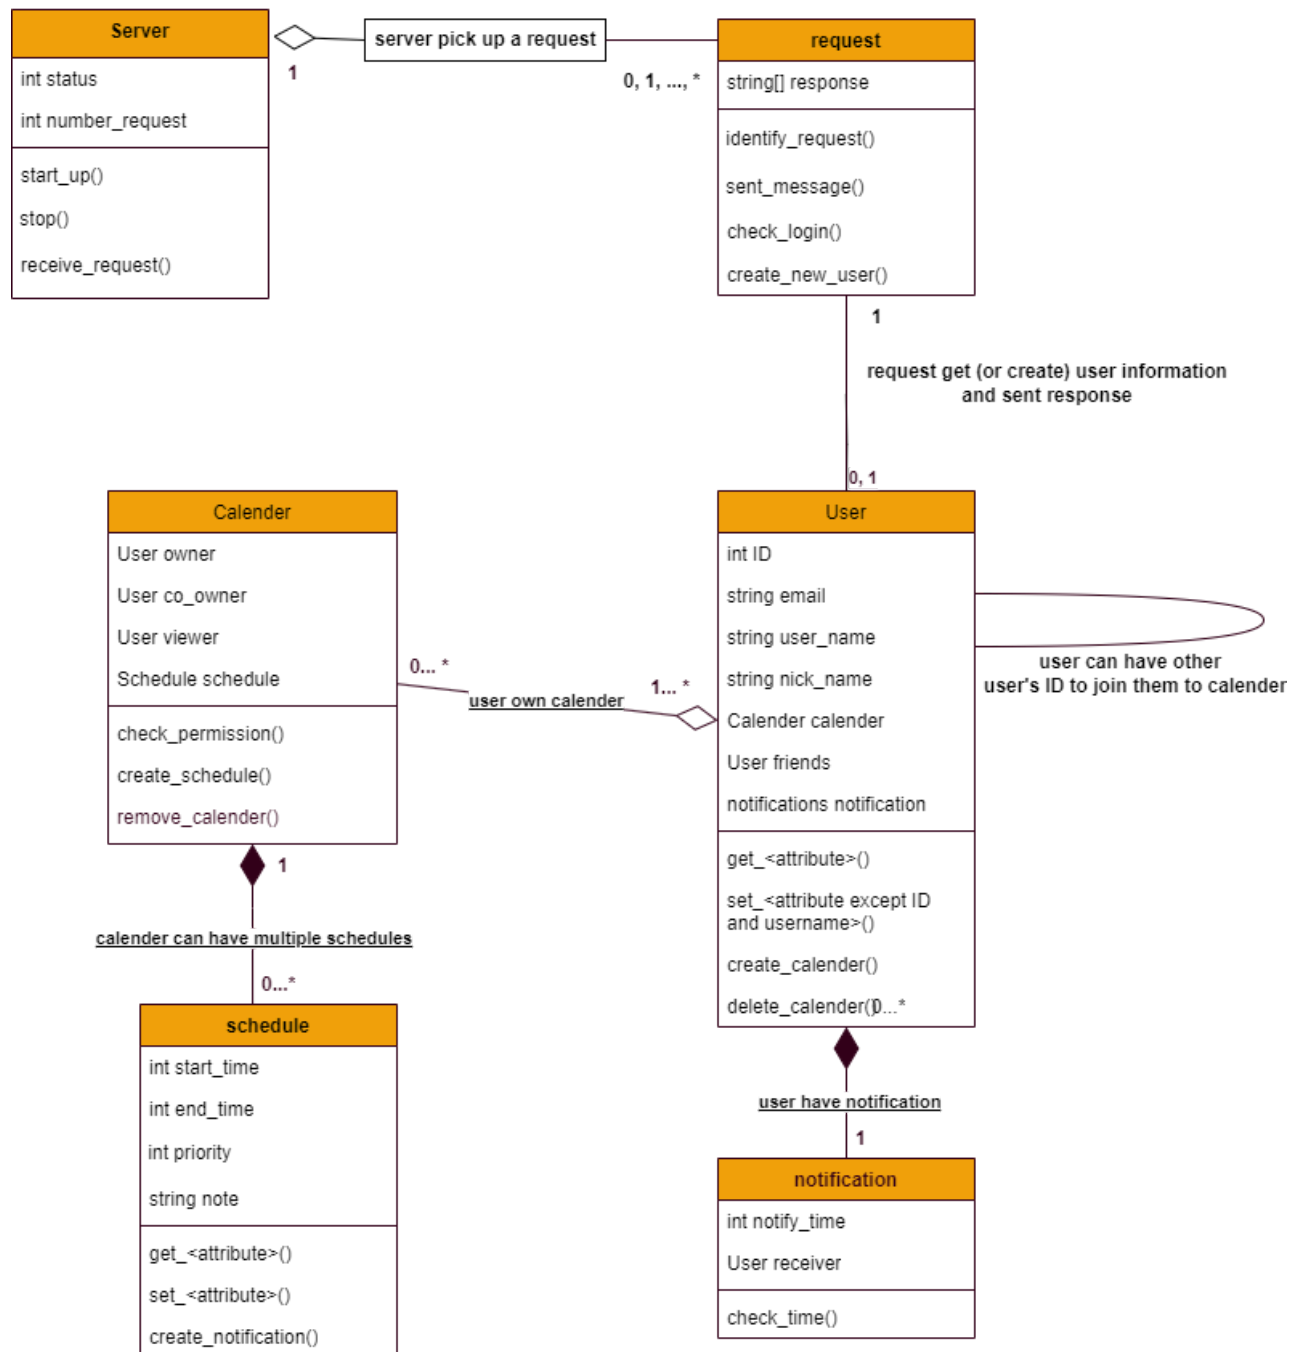 Server
int status
int number_request
start_up()
stop()
receive_request()
1
server pick up a request
0, 1, ..., *
request
string[] response
identify_request()
sent_message()
check_login()
create_new_user()
1
request get (or create) user information
and sent response
0, 1
Calender
User owner
User co_owner
User viewer
Schedule schedule
check_permission()
create_schedule()
remove_calender()
0... *
user own calender
1... *
User
int ID
string email
string user_name
string nick_name
Calender calender
User friends
notifications notification
get_<attribute>()
set_<attribute except ID
and username>()
create_calender()
delete_calender()
0...*
user can have other
user's ID to join them to calender
1
calender can have multiple schedules
0...*
schedule
int start_time
int end_time
int priority
string note
get_<attribute>()
set_<attribute>()
create_notification()
user have notification
1
notification
int notify_time
User receiver
check_time()